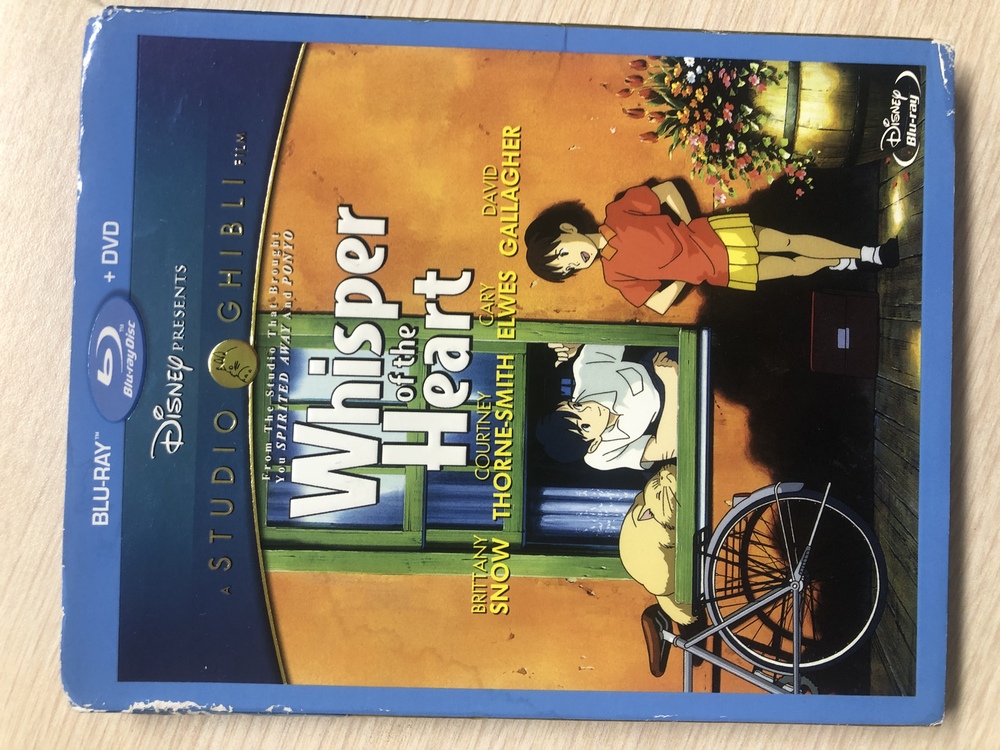 BLU-RAY™ Blu-ray Disc™ + DVD
Disney PRESENTS
A STUDIO GHIBLI FILM
From The Studio That Brought
You SPIRITED AWAY And PONYO
Whisper
of the
Heart
BRITTANY COURTNEY CARY DAVID
SNOW THORNE-SMITH ELWES GALLAGHER
Disney
Blu-ray